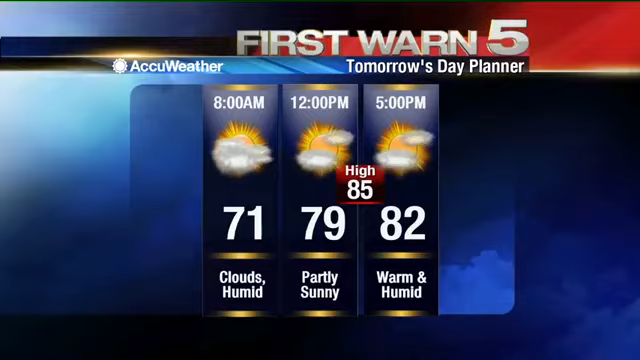 FIRST WARN 5
AccuWeather
Tomorrow's Day Planner
8:00AM
12:00PM
5:00PM
High
85
71
79
82
Clouds,
Humid
Partly
Sunny
Warm &
Humid